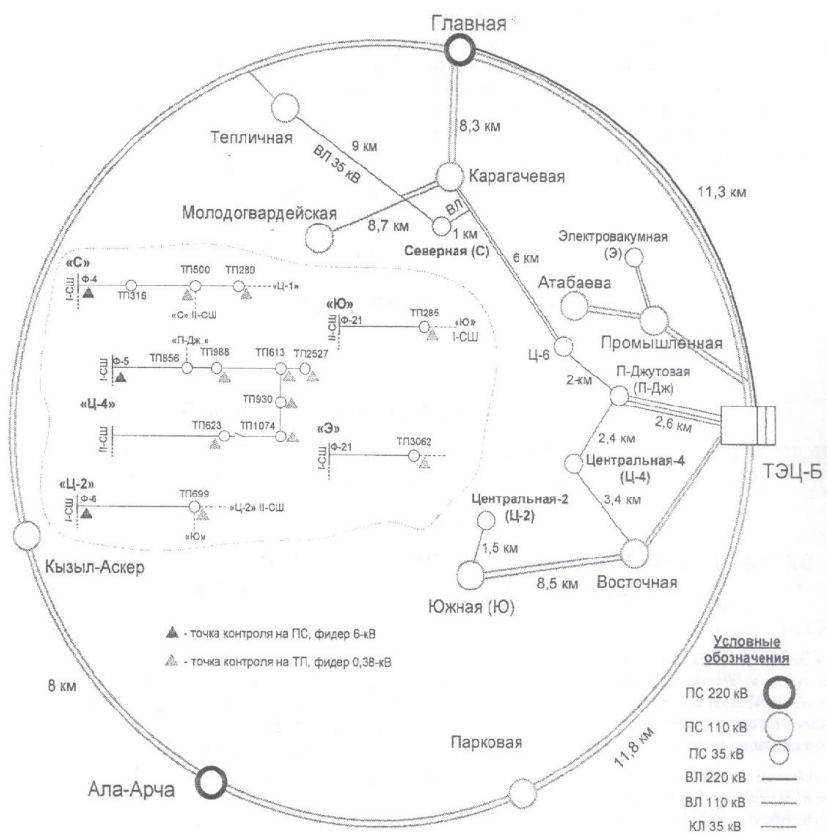 Главная
Тепличная
9 км
ВЛ 35 кВ
8,3 км
Карагачевая
11,3 км
Молодогвардейская
8,7 км
ВЛ
1 км
Северная (С)
6 км
Электровакумная
(Э)
Атабаева
Промышленная
«С»
I-СШ
Ф-4
ТП316
ТП500
ТП280
«Ц-1»
«С» II-СШ
«Ю»
II-СШ
Ф-21
ТП285
«Ю»
I-СШ
«П-Дж.»
I-СШ
Ф-5
ТП856
ТП988
ТП613
ТП2527
ТП930
«Ц-4»
II-СШ
ТП623
ТП1074
«Э»
I-СШ
Ф-21
ТП3062
«Ц-2»
I-СШ
Ф-6
ТП699
«Ц-2» II-СШ
«Ю»
Ц-6
2-км
П-Джутовая
(П-Дж)
2,6 км
ТЭЦ-Б
2,4 км
Центральная-4
(Ц-4)
3,4 км
Центральная-2
(Ц-2)
1,5 км
Южная (Ю)
8,5 км
Восточная
Кызыл-Аскер
- точка контроля на ПС, фидер 6-кВ
- точка контроля на ТП, фидер 0,38-кВ
8 км
Ала-Арча
Парковая
11,8 км
Условные
обозначения
ПС 220 кВ
ПС 110 кВ
ПС 35 кВ
ВЛ 220 кВ
ВЛ 110 кВ
КЛ 35 кВ